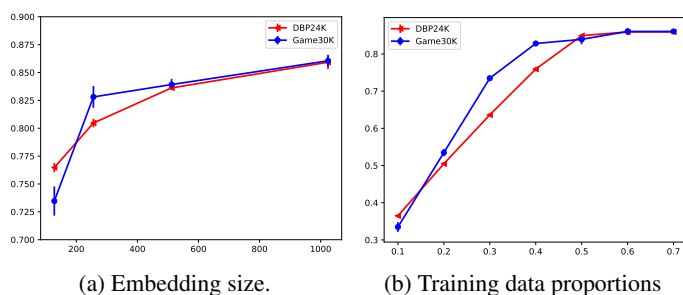 0.900
0.875
0.850
0.825
0.800
0.775
0.750
0.725
0.700
200 400 600 800 1000
DBP24K
Game30K
(a) Embedding size.
0.8
0.7
0.6
0.5
0.4
0.3
0.1 0.2 0.3 0.4 0.5 0.6 0.7
DBP24K
Game30K
(b) Training data proportions